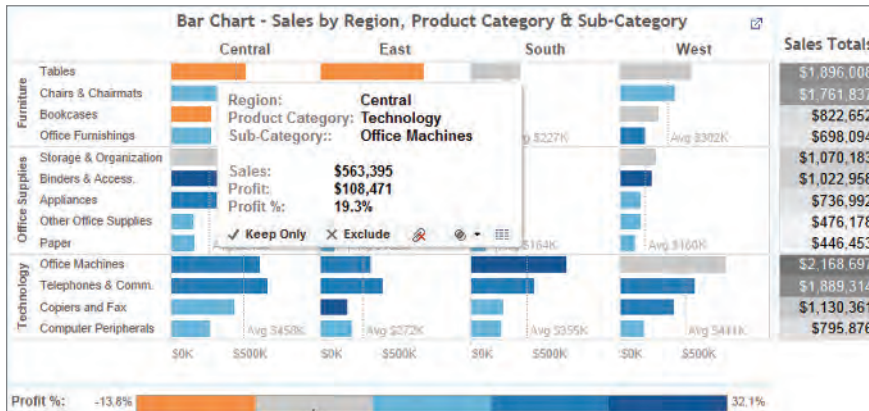 Bar Chart - Sales by Region, Product Category & Sub-Category
Central East South West Sales Totals
Furniture
Tables $1,896,008
Chairs & Chairmats $1,761,837
Bookcases $822,652
Office Furnishings Avg $227K Avg $302K $698,094
Office Supplies
Storage & Organization $1,070,183
Binders & Access. $1,022,958
Appliances $736,992
Other Office Supplies $476,178
Paper $164K Avg $160K $446,453
Technology
Office Machines $2,168,697
Telephones & Comm. $1,889,314
Copiers and Fax $1,130,361
Computer Peripherals Avg $458K Avg $272K Avg $355K Avg $441K $795,876
$0K $500K $0K $500K $0K $500K $0K $500K
Region: Central
Product Category: Technology
Sub-Category:: Office Machines
Sales: $563,395
Profit: $108,471
Profit %: 19.3%
Keep Only Exclude
Profit %: -13.8% 32.1%